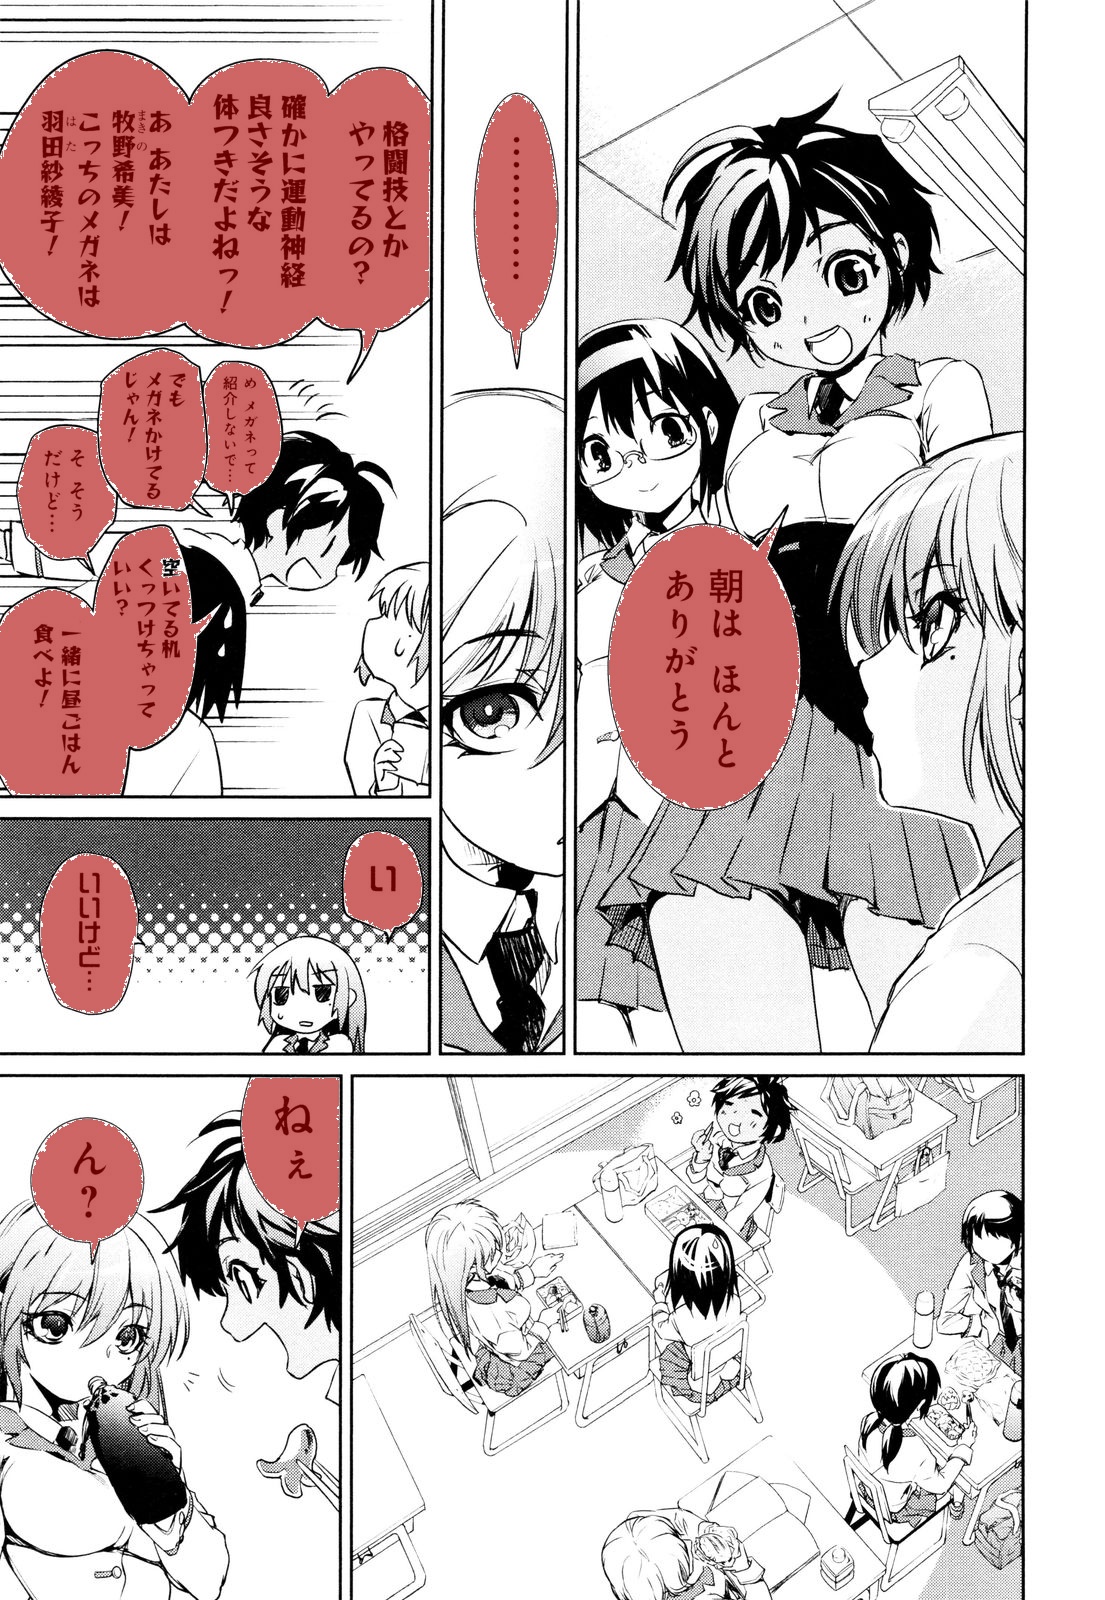 朝は ほんと
ありがとう
…………
格闘技とか
やってるの？
確かに運動神経
良さそうな
体つきだよねっ！
あ あたしは
牧野希美！
まきの
こっちのメガネは
羽田紗綾子！
はた
め メガネって
紹介しないで…
でも
メガネかけてる
じゃん！
そ そう
だけど…
空いてる机
くっつけちゃって
いい？
一緒に昼ごはん
食べよ！
い
いいけど…
ねぇ
ん？